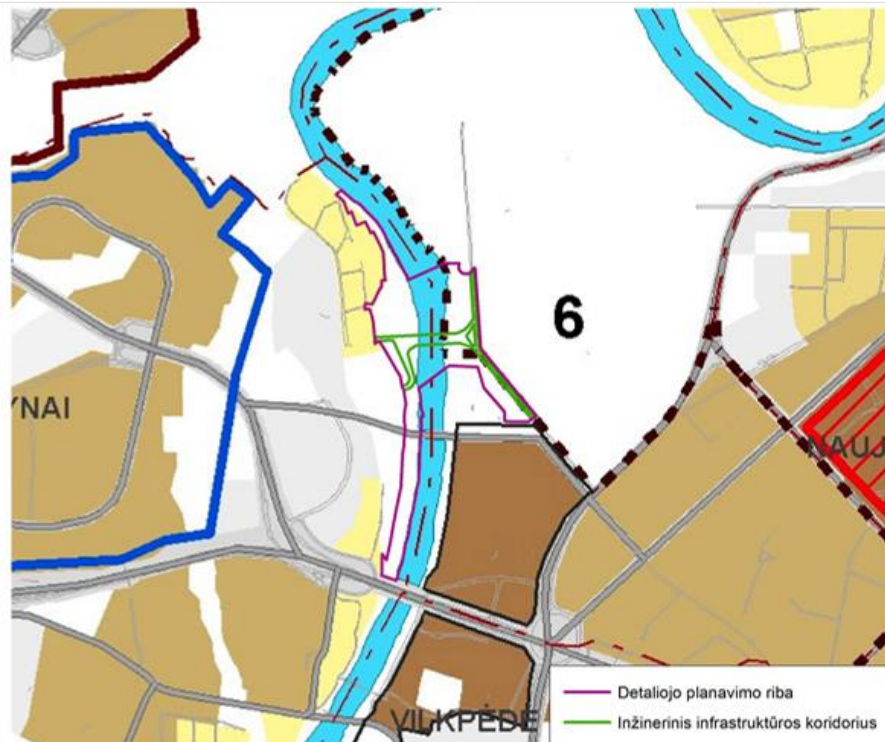 6
YNAI
NAUJ
VILKPĖDĖ
Detaliojo planavimo riba
Inžinerinis infrastruktūros koridorius